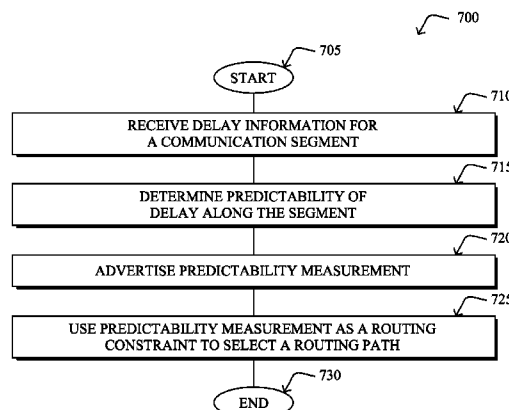 700
705
START
710
RECEIVE DELAY INFORMATION FOR
A COMMUNICATION SEGMENT
715
DETERMINE PREDICTABILITY OF
DELAY ALONG THE SEGMENT
720
ADVERTISE PREDICTABILITY MEASUREMENT
725
USE PREDICTABILITY MEASUREMENT AS A ROUTING
CONSTRAINT TO SELECT A ROUTING PATH
730
END